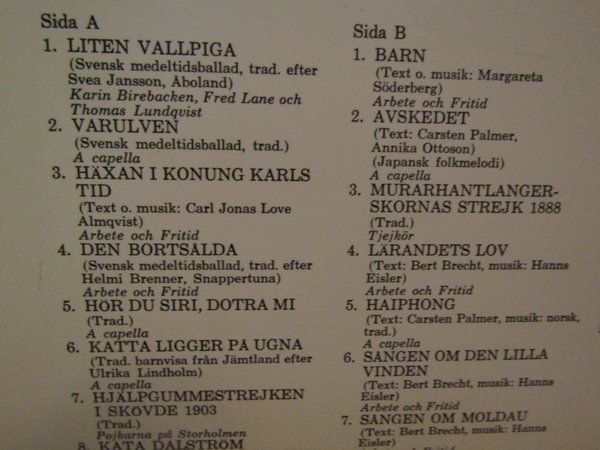 Sida A
1. LITEN VALLPIGA
(Svensk medeltidsballad, trad. efter
Svea Jansson, Åboland)
Karin Birebacken, Fred Lane och
Thomas Lundqvist
2. VARULVEN
(Svensk medeltidsballad, trad.)
A capella
3. HÄXAN I KONUNG KARLS
TID
(Text o. musik: Carl Jonas Love
Almqvist)
Arbete och Fritid
4. DEN BORTSÅLDA
(Svensk medeltidsballad, trad. efter
Helmi Brenner, Snappertuna)
Arbete och Fritid
5. HÖR DU SIRI, DOTRA MI
(Trad.)
A capella
6. KATTA LIGGER PÅ UGNA
(Trad. barnvisa från Jämtland efter
Ulrika Lindholm)
A capella
7. HJÄLPGUMMESTREJKEN
I SKÖVDE 1903
(Trad.)
Pojkarna på Storholmen
8. KATA DALSTRÖM
Sida B
1. BARN
(Text o. musik: Margareta
Söderberg)
Arbete och Fritid
2. AVSKEDET
(Text: Carsten Palmer,
Annika Ottoson)
(Japansk folkmelodi)
A capella
3. MURARHANTLANGER-
SKORNAS STREJK 1888
(Trad.)
Tjejkör
4. LÄRANDETS LOV
(Text: Bert Brecht, musik: Hanns
Eisler)
Arbete och Fritid
5. HAIPHONG
(Text: Carsten Palmer, musik: norsk,
trad.)
A capella
6. SÅNGEN OM DEN LILLA
VINDEN
(Text: Bert Brecht, musik: Hanns
Eisler)
Arbete och Fritid
7. SÅNGEN OM MOLDAU
(Text: Bert Brecht, musik: Hanns
Eisler)